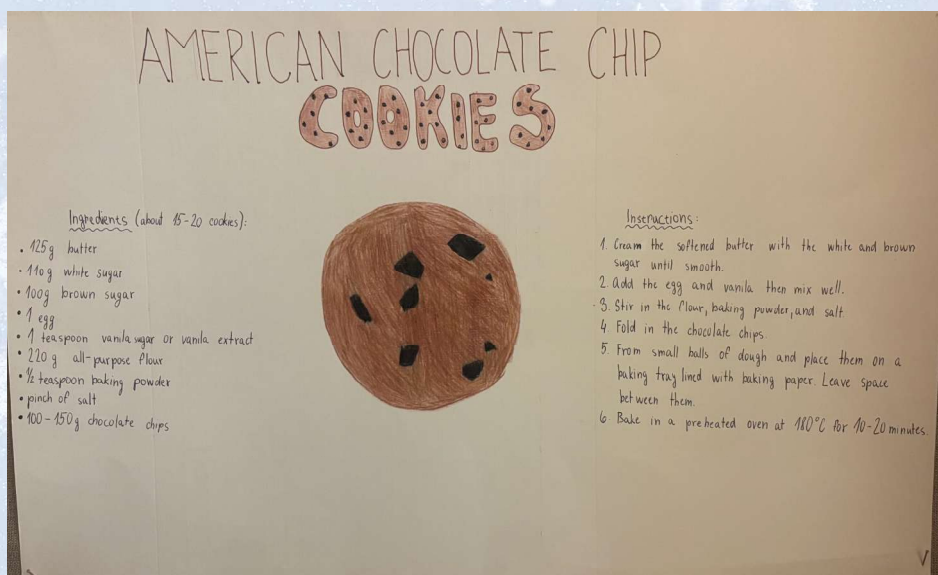 AMERICAN CHOCOLATE CHIP
COOKIES
Ingredients (about 15-20 cookies):
• 125g butter
• 110g white sugar
• 100g brown sugar
• 1 egg
• 1 teaspoon vanila sugar or vanila extract
• 220 g all-purpose flour
• ½ teaspoon baking powder
• pinch of salt
• 100-150g chocolate chips
Instructions:
1. Cream the softened butter with the white and brown
sugar until smooth.
2. Add the egg and vanila then mix well.
3. Stir in the flour, baking powder, and salt
4. Fold in the chocolate chips.
5. From small balls of dough and place them on a
baking tray lined with baking paper. Leave space
between them.
6. Bake in a preheated oven at 180°C for 10-20 minutes.